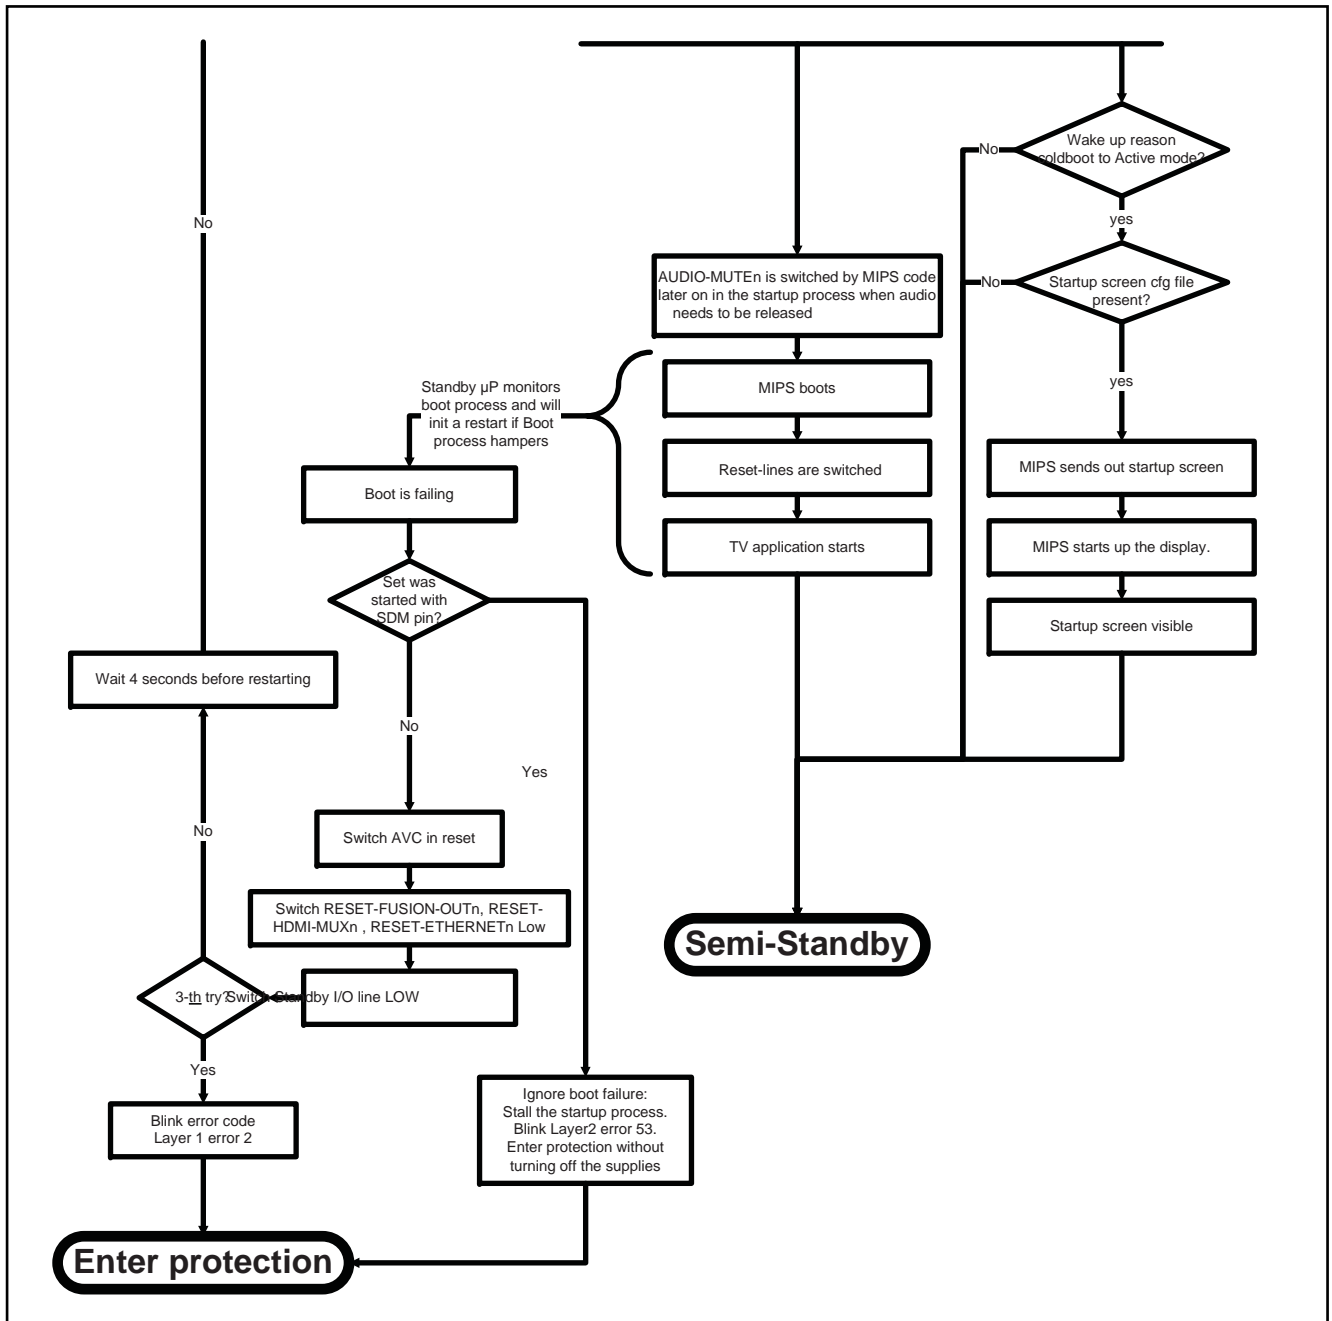 No
Wake up reason
coldboot to Active mode?
No
yes
AUDIO-MUTEn is switched by MIPS code
later on in the startup process when audio
needs to be released
No
Startup screen cfg file
present?
yes
Standby µP monitors
boot process and will
init a restart if Boot
process hampers
MIPS boots
Reset-lines are switched
MIPS sends out startup screen
Boot is failing
TV application starts
MIPS starts up the display.
Set was
started with
SDM pin?
Startup screen visible
Wait 4 seconds before restarting
No
Yes
No
Switch AVC in reset
Switch RESET-FUSION-OUTn, RESET-
HDMI-MUXn , RESET-ETHERNETn Low
Semi-Standby
3-th try?
Switch Standby I/O line LOW
Yes
Blink error code
Layer 1 error 2
Ignore boot failure:
Stall the startup process.
Blink Layer2 error 53.
Enter protection without
turning off the supplies
Enter protection